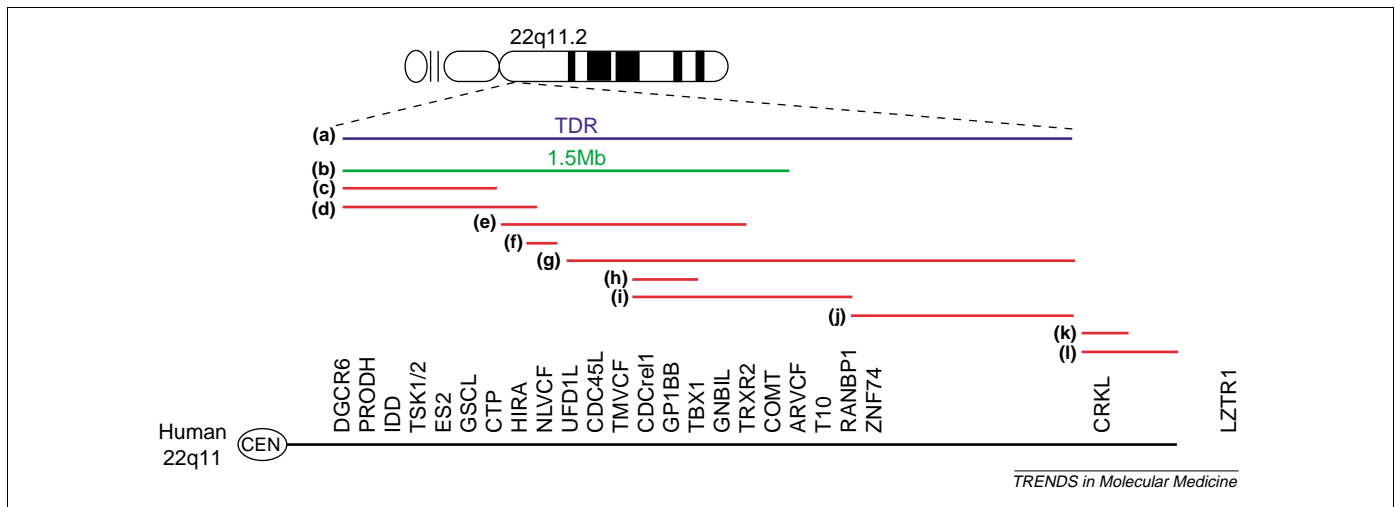 22q11.2
(a)
TDR
(b)
1.5Mb
(c)
(d)
(e)
(f)
(g)
(h)
(i)
(j)
(k)
(l)
DGCR6
PRODH
IDD
TSK1/2
ES2
GSCL
CTP
HIRA
NLVCF
UFD1L
CDC45L
TMVCF
CDCrel1
GP1BB
TBX1
GNBIL
TRXR2
COMT
ARVCF
T10
RANBP1
ZNF74
CRKL
LZTR1
Human
22q11
CEN
TRENDS in Molecular Medicine